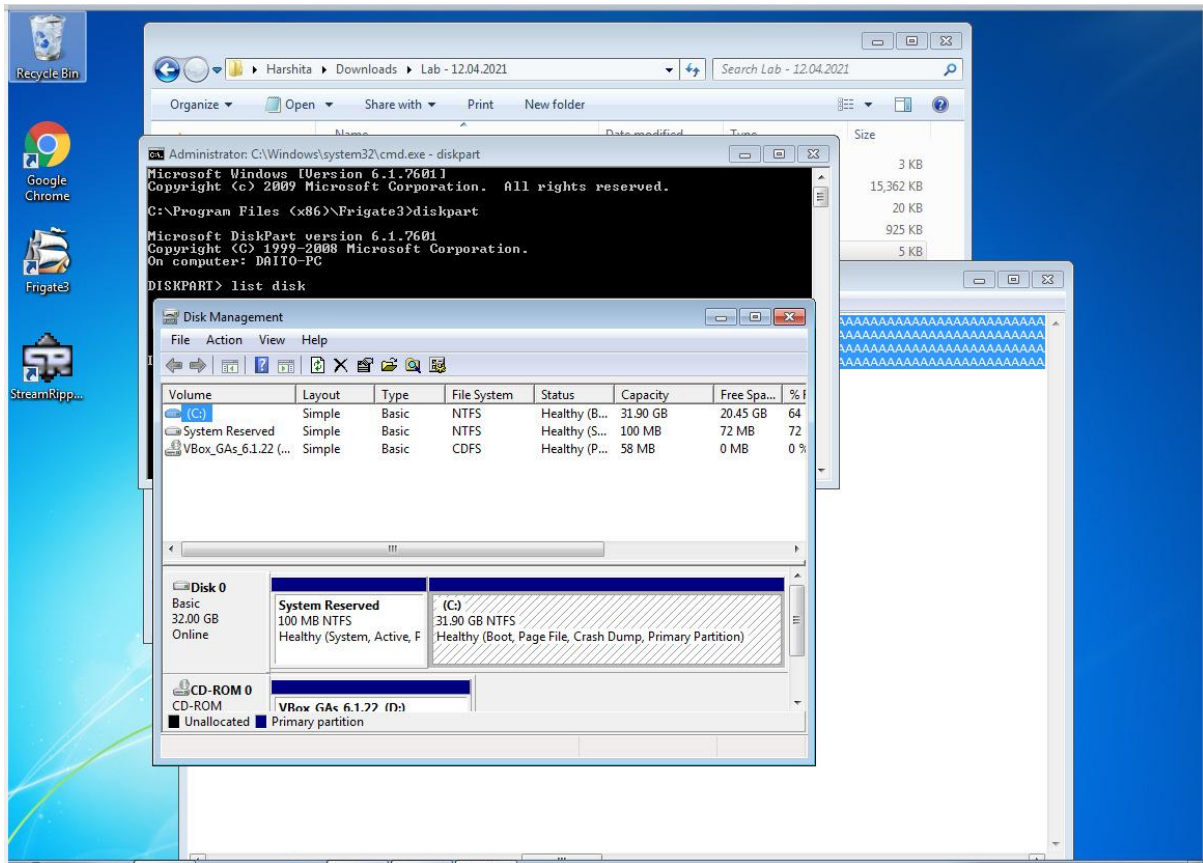 Recycle Bin
Google
Chrome
Frigate3
StreamRipp...
Harshita ▸ Downloads ▸ Lab - 12.04.2021
Search Lab - 12.04.2021
Organize
Open
Share with
Print
New folder
Name
Date modified
Type
Size
3 KB
15,362 KB
20 KB
925 KB
5 KB
Administrator: C:\Windows\system32\cmd.exe - diskpart
Microsoft Windows [Version 6.1.7601]
Copyright (c) 2009 Microsoft Corporation.  All rights reserved.
C:\Program Files (x86)\Frigate3>diskpart
Microsoft DiskPart version 6.1.7601
Copyright (C) 1999-2008 Microsoft Corporation.
On computer: DAITO-PC
DISKPART> list disk
Disk Management
File Action View Help
Volume Layout Type File System Status Capacity Free Spa... % F
(C:) Simple Basic NTFS Healthy (B... 31.90 GB 20.45 GB 64
System Reserved Simple Basic NTFS Healthy (S... 100 MB 72 MB 72
VBox_GAs_6.1.22 (... Simple Basic CDFS Healthy (P... 58 MB 0 MB 0 %
Disk 0
Basic
32.00 GB
Online
System Reserved
100 MB NTFS
Healthy (System, Active, P
(C:)
31.90 GB NTFS
Healthy (Boot, Page File, Crash Dump, Primary Partition)
CD-ROM 0
CD-ROM
VBox_GAs_6.1.22 (D:)
Unallocated Primary partition